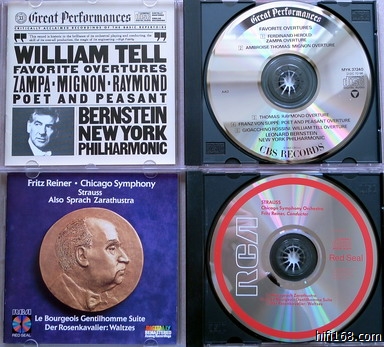 Great Performances
WILLIAM TELL
FAVORITE OVERTURES
ZAMPA • MIGNON • RAYMOND
POET AND PEASANT
BERNSTEIN
NEW YORK
PHILHARMONIC
Great Performances
FAVORITE OVERTURES
FERDINAND HEROLD
ZAMPA OVERTURE
AMBROISE THOMAS: MIGNON OVERTURE
THOMAS: RAYMOND OVERTURE
FRANZ VON SUPPÉ: POET AND PEASANT OVERTURE
GIOACCHINO ROSSINI: WILLIAM TELL OVERTURE
LEONARD BERNSTEIN
NEW YORK PHILHARMONIC
CBS RECORDS
Fritz Reiner • Chicago Symphony
Strauss
Also Sprach Zarathustra
RCA
RED SEAL
Le Bourgeois Gentilhomme Suite
Der Rosenkavalier: Waltzes
DIGITALLY
REMASTERED
RCA
STRAUSS
Chicago Symphony Orchestra
Fritz Reiner, Conductor
Red Seal
hifi168.com